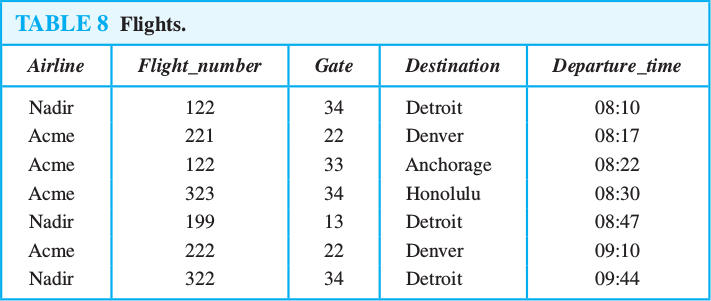 TABLE 8 Flights.
Airline Flight_number Gate Destination Departure_time
Nadir 122 34 Detroit 08:10
Acme 221 22 Denver 08:17
Acme 122 33 Anchorage 08:22
Acme 323 34 Honolulu 08:30
Nadir 199 13 Detroit 08:47
Acme 222 22 Denver 09:10
Nadir 322 34 Detroit 09:44